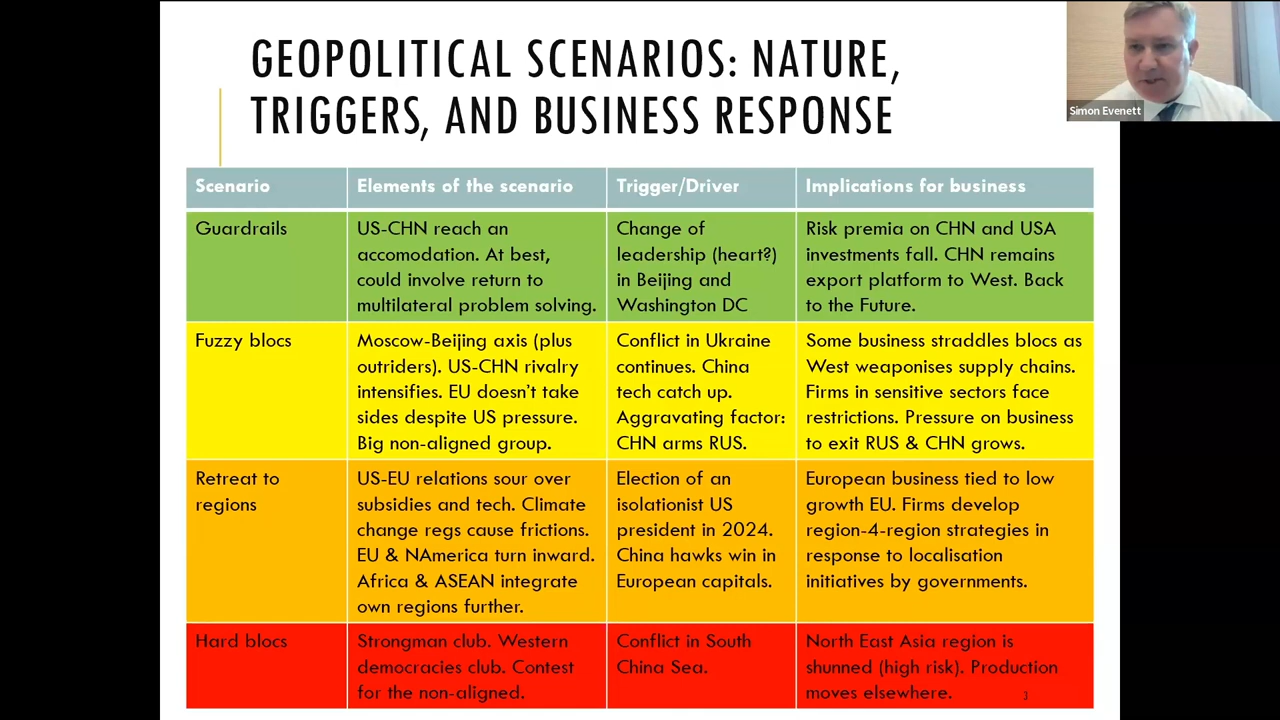 GEOPOLITICAL SCENARIOS: NATURE,
TRIGGERS, AND BUSINESS RESPONSE
Simon Evenett
Scenario
Elements of the scenario
Trigger/Driver
Implications for business
Guardrails
US-CHN reach an
accomodation. At best,
could involve return to
multilateral problem solving.
Change of
leadership (heart?)
in Beijing and
Washington DC
Risk premia on CHN and USA
investments fall. CHN remains
export platform to West. Back
to the Future.
Fuzzy blocs
Moscow-Beijing axis (plus
outriders). US-CHN rivalry
intensifies. EU doesn't take
sides despite US pressure.
Big non-aligned group.
Conflict in Ukraine
continues. China
tech catch up.
Aggravating factor:
CHN arms RUS.
Some business straddles blocs as
West weaponises supply chains.
Firms in sensitive sectors face
restrictions. Pressure on business
to exit RUS & CHN grows.
Retreat to
regions
US-EU relations sour over
subsidies and tech. Climate
change regs cause frictions.
EU & NAmerica turn inward.
Africa & ASEAN integrate
own regions further.
Election of an
isolationist US
president in 2024.
China hawks win in
European capitals.
European business tied to low
growth EU. Firms develop
region-4-region strategies in
response to localisation
initiatives by governments.
Hard blocs
Strongman club. Western
democracies club. Contest
for the non-aligned.
Conflict in South
China Sea.
North East Asia region is
shunned (high risk). Production
moves elsewhere.
3